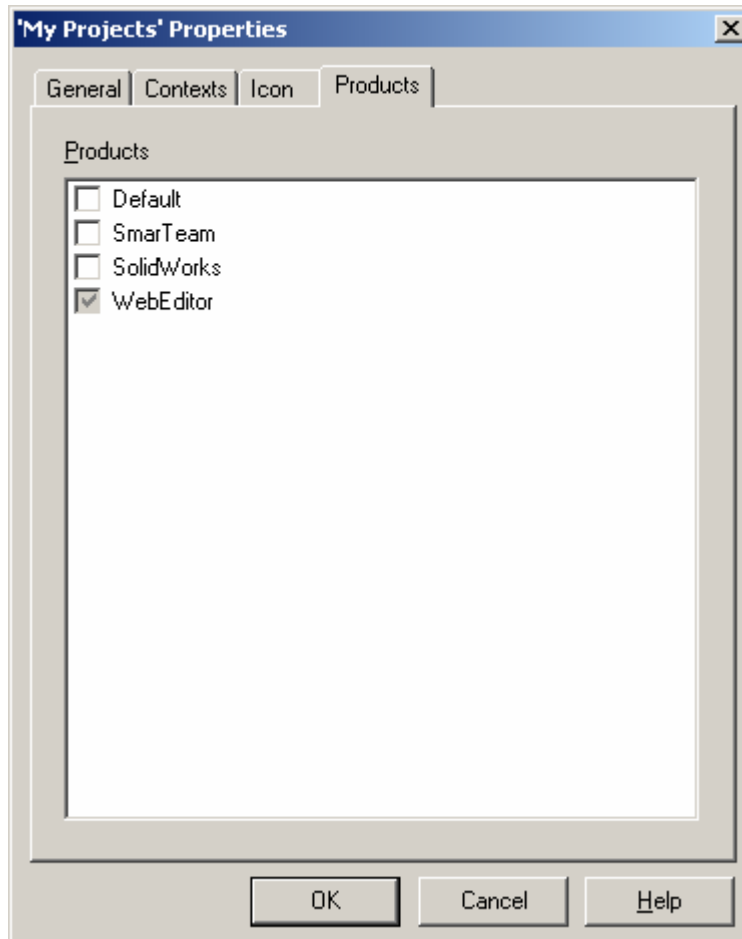 'My Projects' Properties
General Contexts Icon Products
Products
Default
SmarTeam
SolidWorks
WebEditor
OK Cancel Help